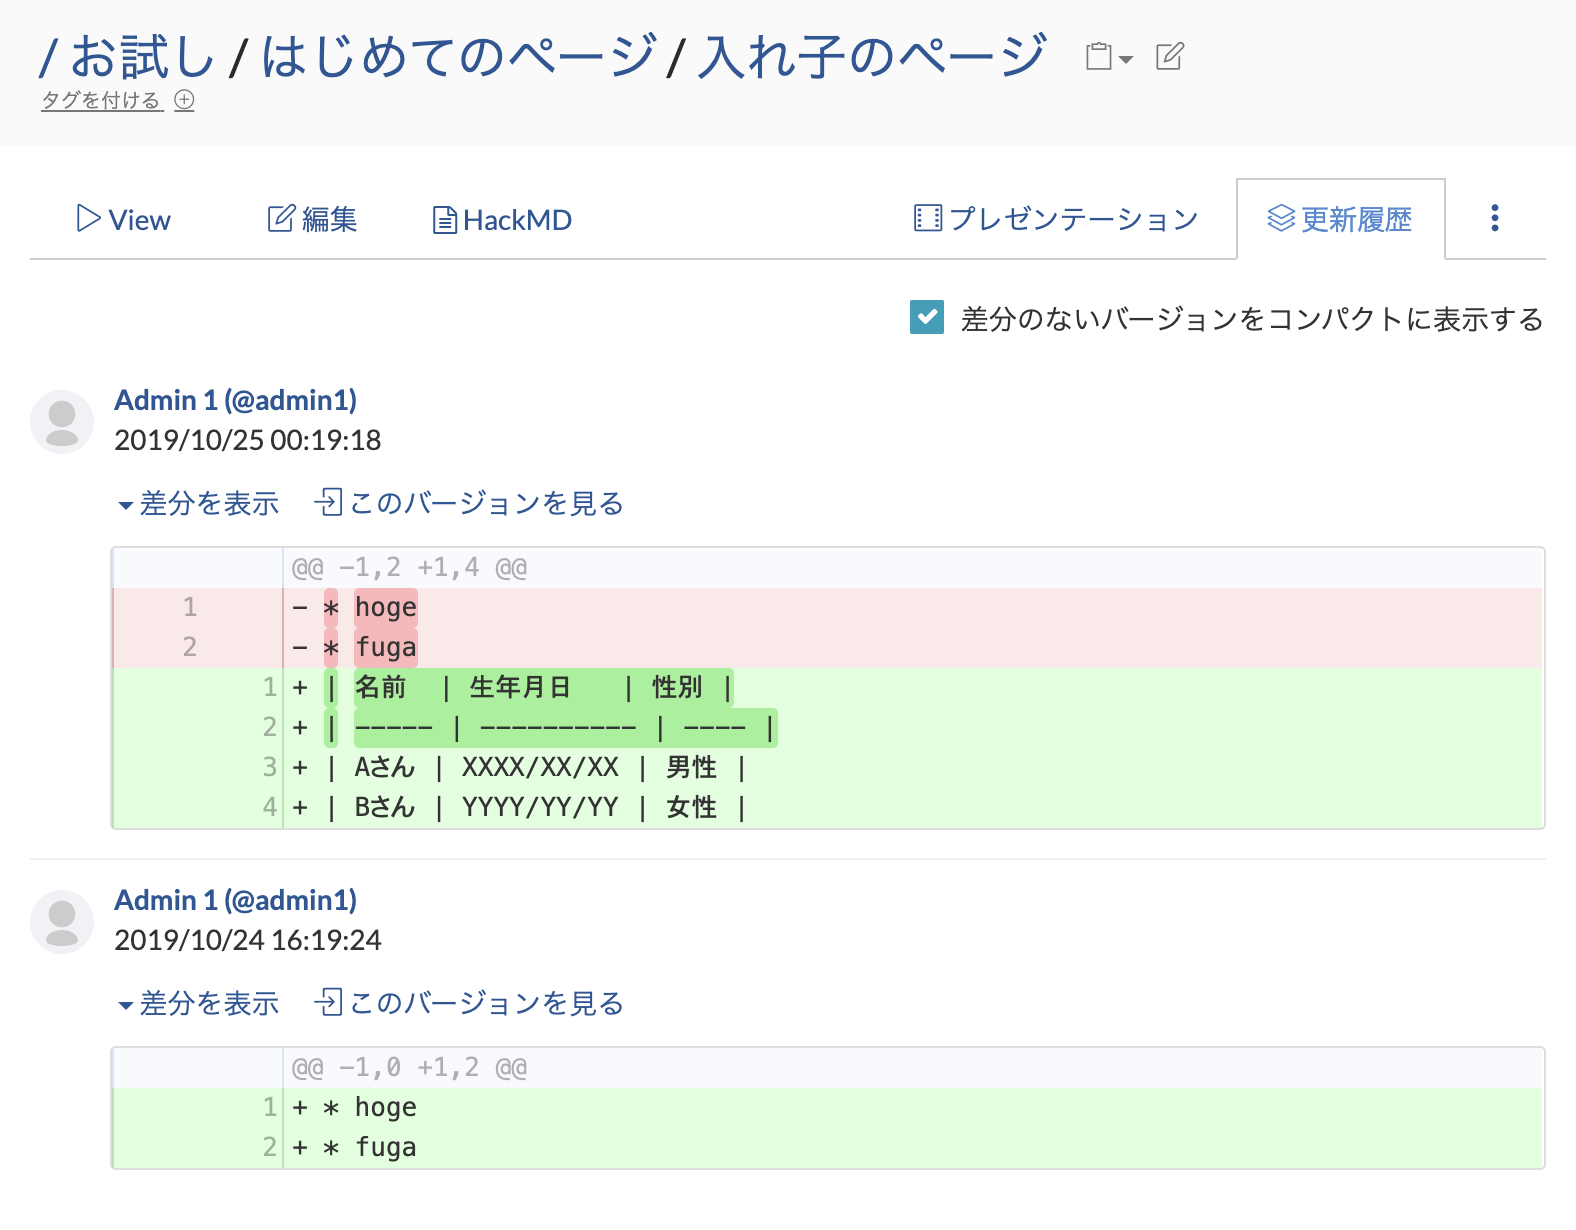 / お試し / はじめてのページ / 入れ子のページ
タグを付ける
View 編集 HackMD プレゼンテーション 更新履歴
差分のないバージョンをコンパクトに表示する
Admin 1 (@admin1)
2019/10/25 00:19:18
差分を表示 このバージョンを見る
@@ -1,2 +1,4 @@
1 - * hoge
2 - * fuga
1 + | 名前 | 生年月日 | 性別 |
2 + | ----- | ---------- | ---- |
3 + | Aさん | XXXX/XX/XX | 男性 |
4 + | Bさん | YYYY/YY/YY | 女性 |
Admin 1 (@admin1)
2019/10/24 16:19:24
差分を表示 このバージョンを見る
@@ -1,0 +1,2 @@
1 + * hoge
2 + * fuga